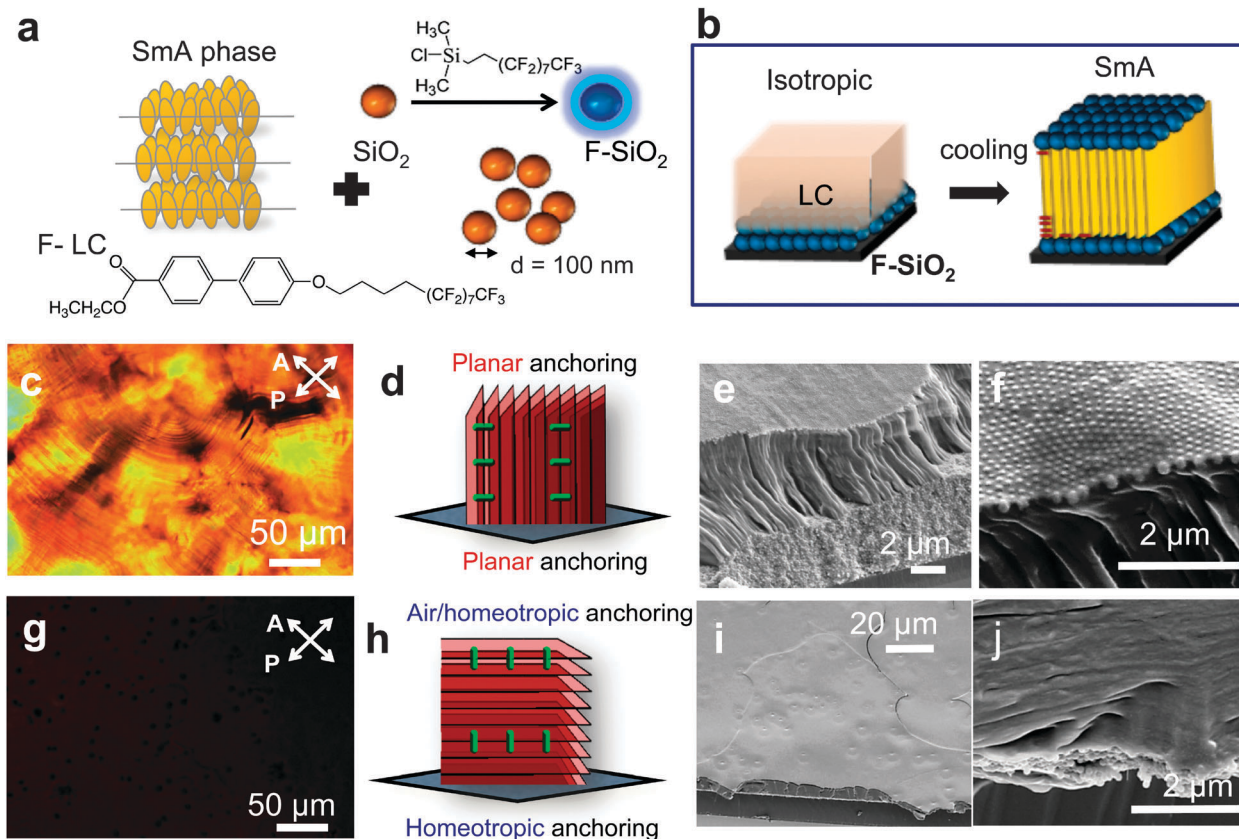 a
SmA phase
H₃C
Cl
Si
(CF₂)₇CF₃
H₃C
SiO₂
F-SiO₂
d = 100 nm
F- LC
O
H₃CH₂CO
O
(CF₂)₇CF₃
b
Isotropic
SmA
cooling
LC
F-SiO₂
c
A
P
50 µm
d
Planar anchoring
Planar anchoring
e
2 µm
f
2 µm
g
A
P
50 µm
h
Air/homeotropic anchoring
Homeotropic anchoring
i
20 µm
j
2 µm